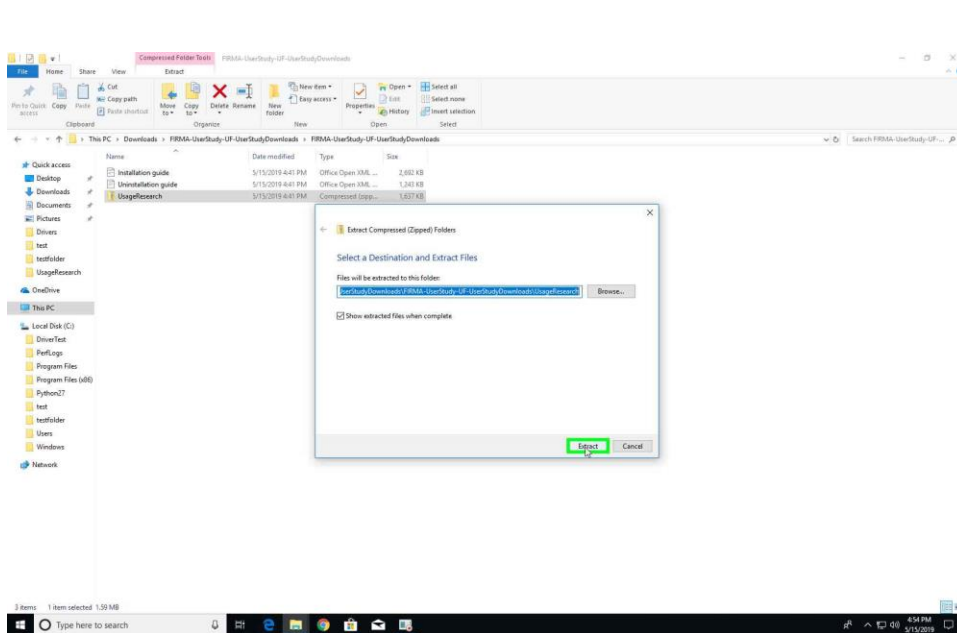 Compressed Folder Tools FIRMA-UserStudy-UF-UserStudyDownloads
File Home Share View Extract
Pin to Quick access
Copy
Paste
Cut
Copy path
Paste shortcut
Clipboard
Move to
Copy to
Delete
Rename
Organize
New folder
New item
Easy access
New
Properties
Open
Edit
History
Open
Select all
Select none
Invert selection
Select
This PC › Downloads › FIRMA-UserStudy-UF-UserStudyDownloads › FIRMA-UserStudy-UF-UserStudyDownloads
Search FIRMA-UserStudy-UF-...
Name Date modified Type Size
Installation guide 5/15/2019 4:41 PM Office Open XML ... 2,692 KB
Uninstallation guide 5/15/2019 4:41 PM Office Open XML ... 1,243 KB
UsageResearch 5/15/2019 4:41 PM Compressed (zipp... 1,637 KB
Quick access
Desktop
Downloads
Documents
Pictures
Drivers
test
testfolder
UsageResearch
OneDrive
This PC
Local Disk (C:)
DriverTest
PerfLogs
Program Files
Program Files (x86)
Python27
test
testfolder
Users
Windows
Network
Extract Compressed (Zipped) Folders
Select a Destination and Extract Files
Files will be extracted to this folder:
UserStudyDownloads\FIRMA-UserStudy-UF-UserStudyDownloads\UsageResearch Browse...
Show extracted files when complete
Extract Cancel
3 items 1 item selected 1.59 MB
Type here to search
4:54 PM
5/15/2019